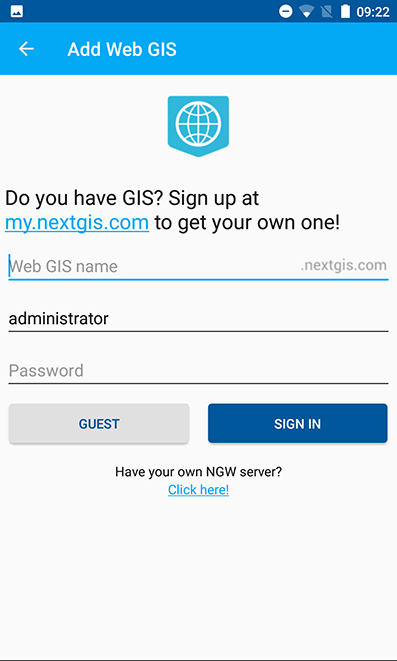 09:22
Add Web GIS
Do you have GIS? Sign up at
my.nextgis.com to get your own one!
Web GIS name .nextgis.com
administrator
Password
GUEST SIGN IN
Have your own NGW server?
Click here!